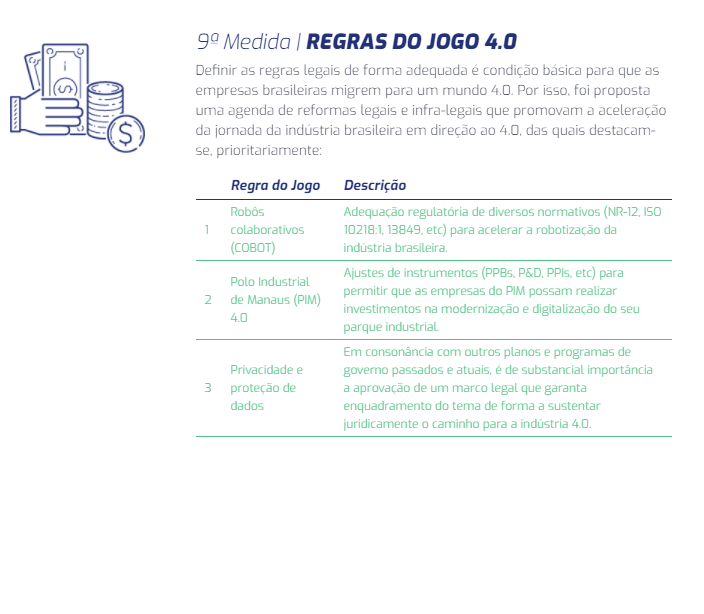 9ª Medida | REGRAS DO JOGO 4.0
Definir as regras legais de forma adequada é condição básica para que as
empresas brasileiras migrem para um mundo 4.0. Por isso, foi proposta
uma agenda de reformas legais e infra-legais que promovam a aceleração
da jornada da indústria brasileira em direção ao 4.0, das quais destacam-
se, prioritariamente:
Regra do Jogo Descrição
1
Robôs
colaborativos
(COBOT)
Adequação regulatória de diversos normativos (NR-12, ISO
10218:1, 13849, etc) para acelerar a robotização da
indústria brasileira.
2
Polo Industrial
de Manaus (PIM)
4.0
Ajustes de instrumentos (PPBs, P&D, PPIs, etc) para
permitir que as empresas do PIM possam realizar
investimentos na modernização e digitalização do seu
parque industrial.
3
Privacidade e
proteção de
dados
Em consonância com outros planos e programas de
governo passados e atuais, é de substancial importância
a aprovação de um marco legal que garanta
enquadramento do tema de forma a sustentar
juridicamente o caminho para a indústria 4.0.